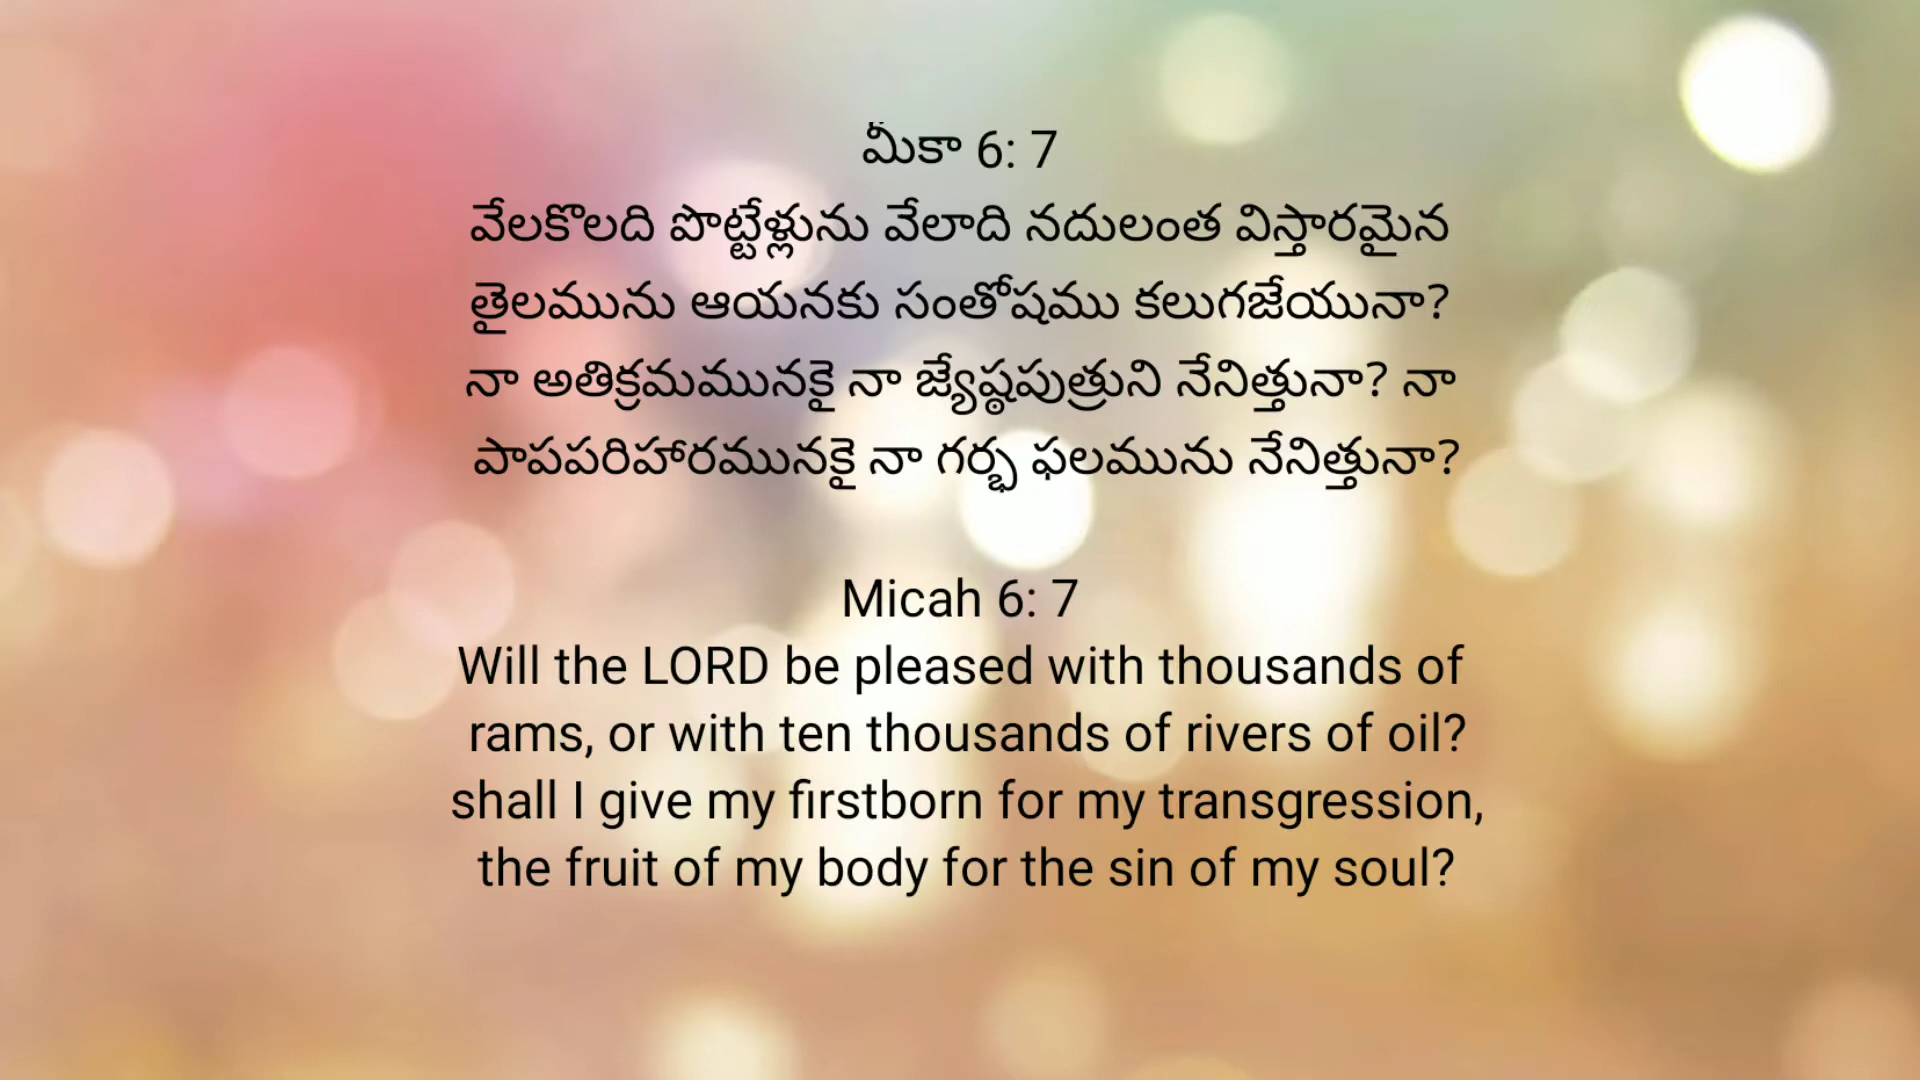 మీకా 6: 7
వేలకొలది పొట్టేళ్లును వేలాది నదులంత విస్తారమైన
తైలమును ఆయనకు సంతోషము కలుగజేయునా?
నా అతిక్రమమునకై నా జ్యేష్ఠపుత్రుని నేనిత్తునా? నా
పాపపరిహారమునకై నా గర్భ ఫలమును నేనిత్తునా?
Micah 6: 7
Will the LORD be pleased with thousands of
rams, or with ten thousands of rivers of oil?
shall I give my firstborn for my transgression,
the fruit of my body for the sin of my soul?